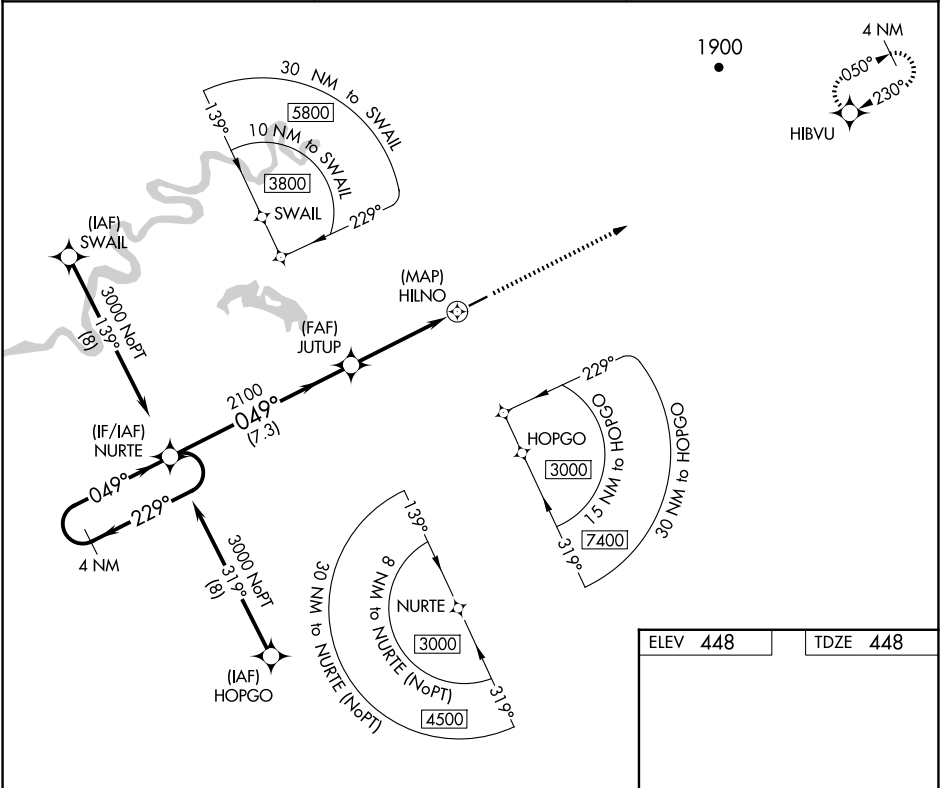 1900
4 NM
050°
230°
HIBVU
30 NM to SWAIL
5800
139°
10 NM to SWAIL
3800
SWAIL
229°
(IAF)
SWAIL
3000 NoPT
139°
(8)
(MAP)
HILNO
(FAF)
JUTUP
2100
049°
(7.3)
(IF/IAF)
NURTE
049°
229°
4 NM
3000 NoPT
319°
(8)
(IAF)
HOPGO
229°
HOPGO
3000
15 NM to HOPGO
7400
30 NM to HOPGO
319°
139°
NURTE
8 NM to NURTE (NoPT)
3000
30 NM to NURTE (NoPT)
4500
319°
ELEV 448
TDZE 448